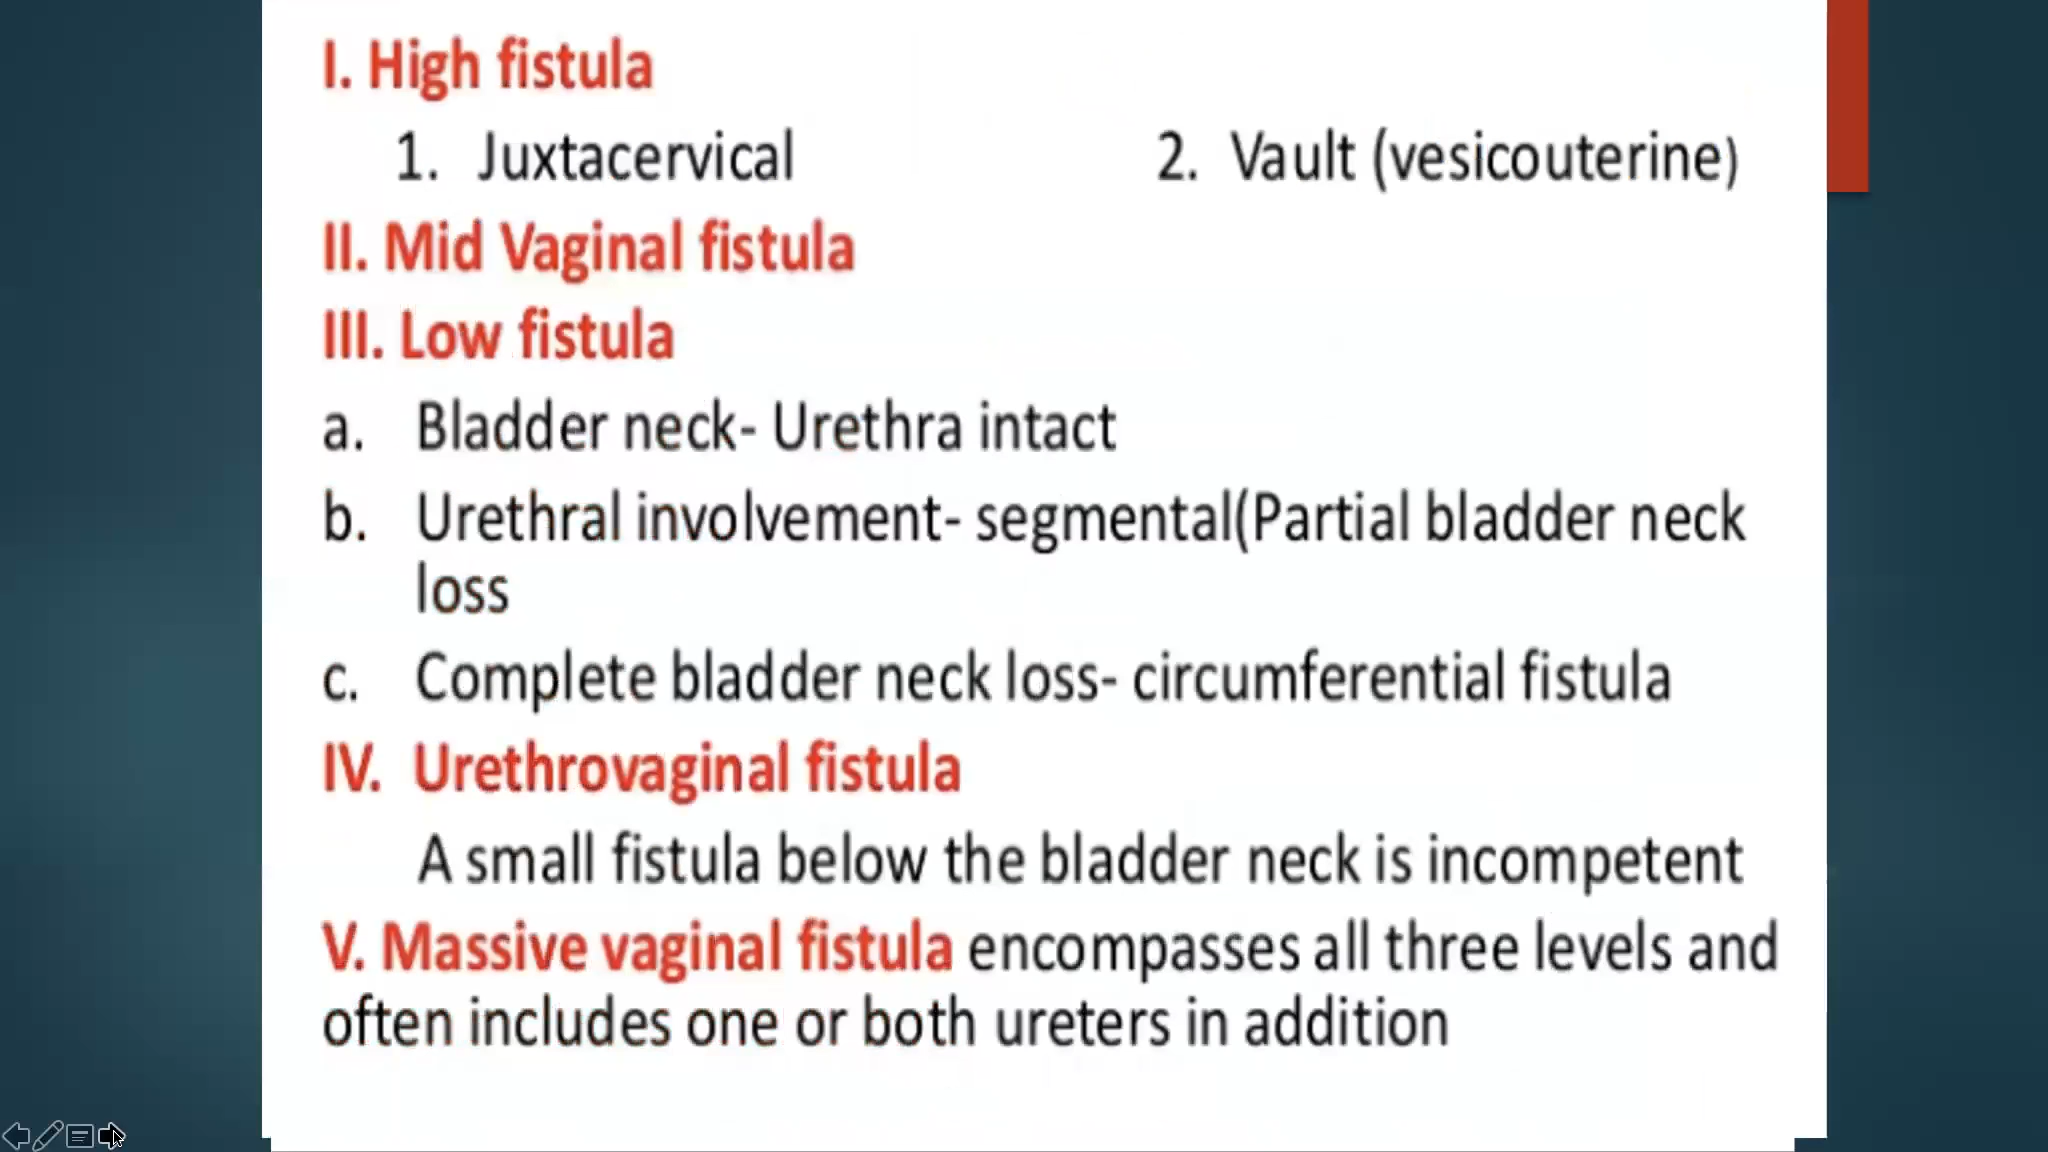 I. High fistula
1. Juxtacervical 2. Vault (vesicouterine)
II. Mid Vaginal fistula
III. Low fistula
a. Bladder neck- Urethra intact
b. Urethral involvement- segmental(Partial bladder neck
loss
c. Complete bladder neck loss- circumferential fistula
IV. Urethrovaginal fistula
A small fistula below the bladder neck is incompetent
V. Massive vaginal fistula encompasses all three levels and
often includes one or both ureters in addition